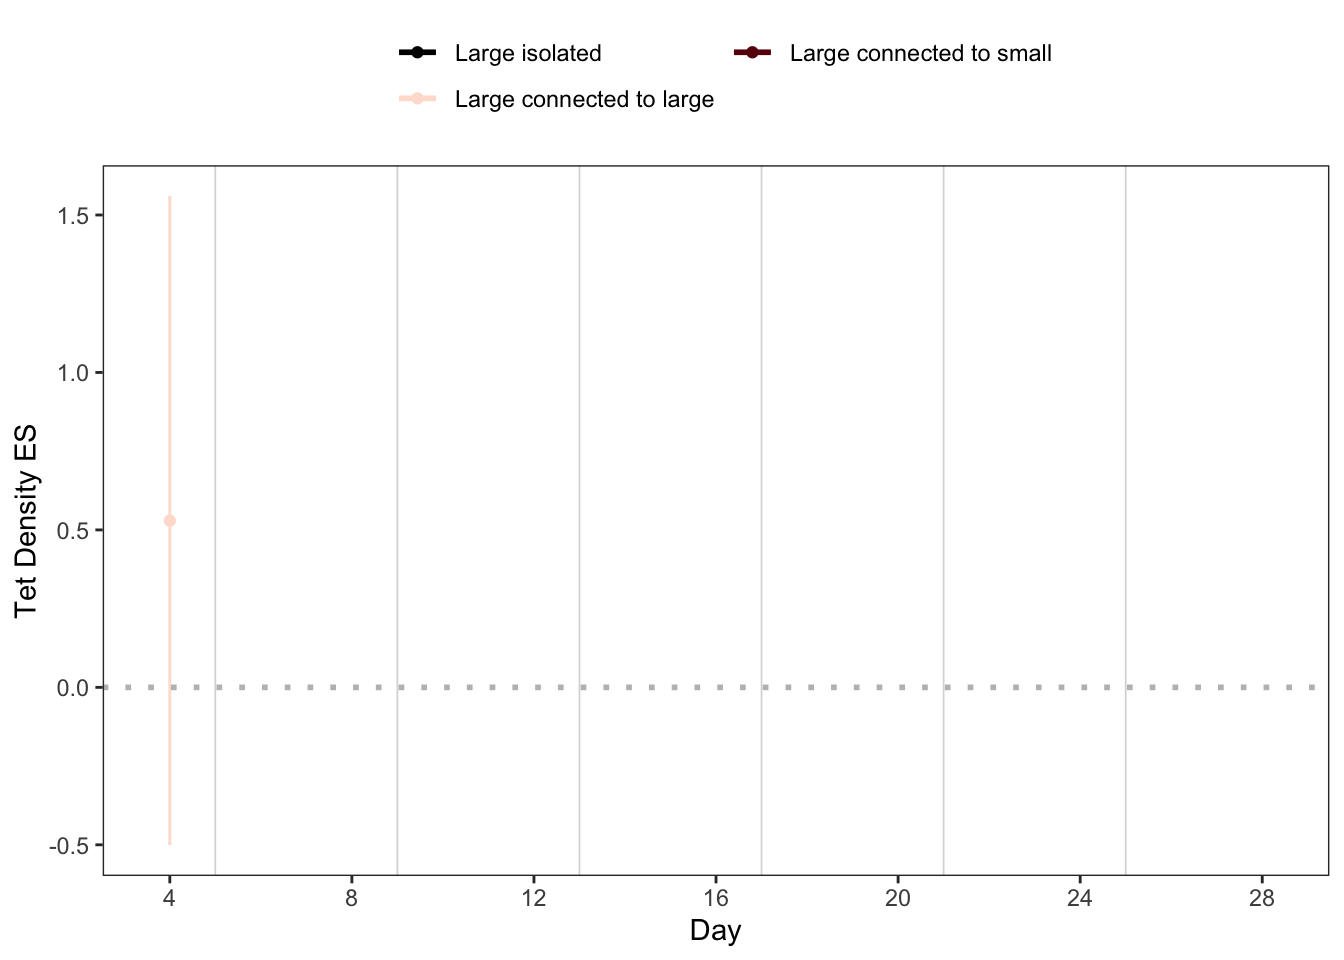 Large isolated
Large connected to small
Large connected to large
Tet Density ES
1.5
1.0
0.5
0.0
-0.5
4 8 12 16 20 24 28
Day